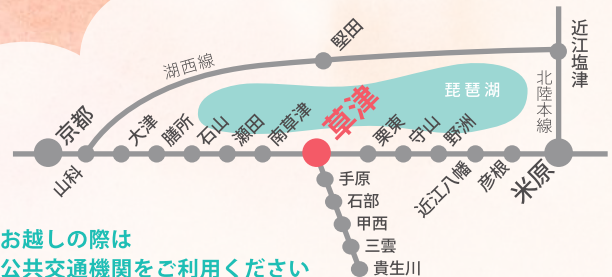 近江塩津
堅田
湖西線
北陸本線
琵琶湖
京都
山科
大津
膳所
石山
瀬田
南草津
草津
栗東
守山
野洲
近江八幡
彦根
米原
手原
石部
甲西
三雲
貴生川
お越しの際は
公共交通機関をご利用ください